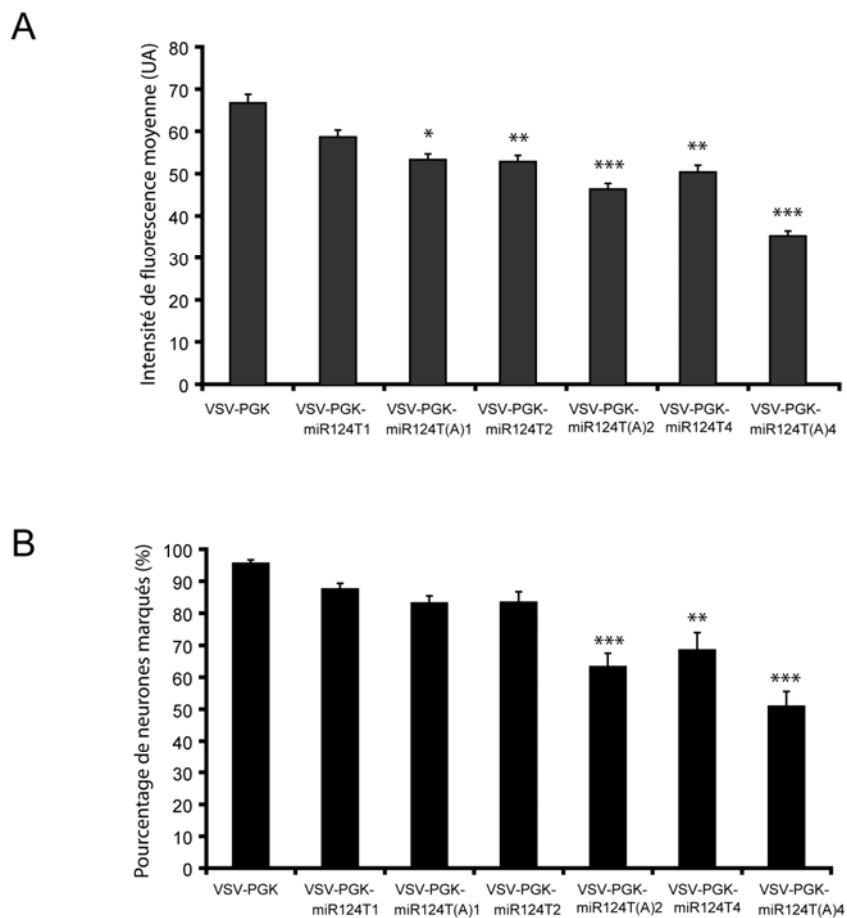 A
Intensité de fluorescence moyenne (UA)
80
70
60
50
40
30
20
10
0
*
**
***
**
***
VSV-PGK
VSV-PGK-
miR124T1
VSV-PGK-
miR124T(A)1
VSV-PGK-
miR124T2
VSV-PGK-
miR124T(A)2
VSV-PGK-
miR124T4
VSV-PGK-
miR124T(A)4
B
Pourcentage de neurones marqués (%)
100
90
80
70
60
50
40
30
20
10
0
***
**
***
VSV-PGK
VSV-PGK-
miR124T1
VSV-PGK-
miR124T(A)1
VSV-PGK-
miR124T2
VSV-PGK-
miR124T(A)2
VSV-PGK-
miR124T4
VSV-PGK-
miR124T(A)4